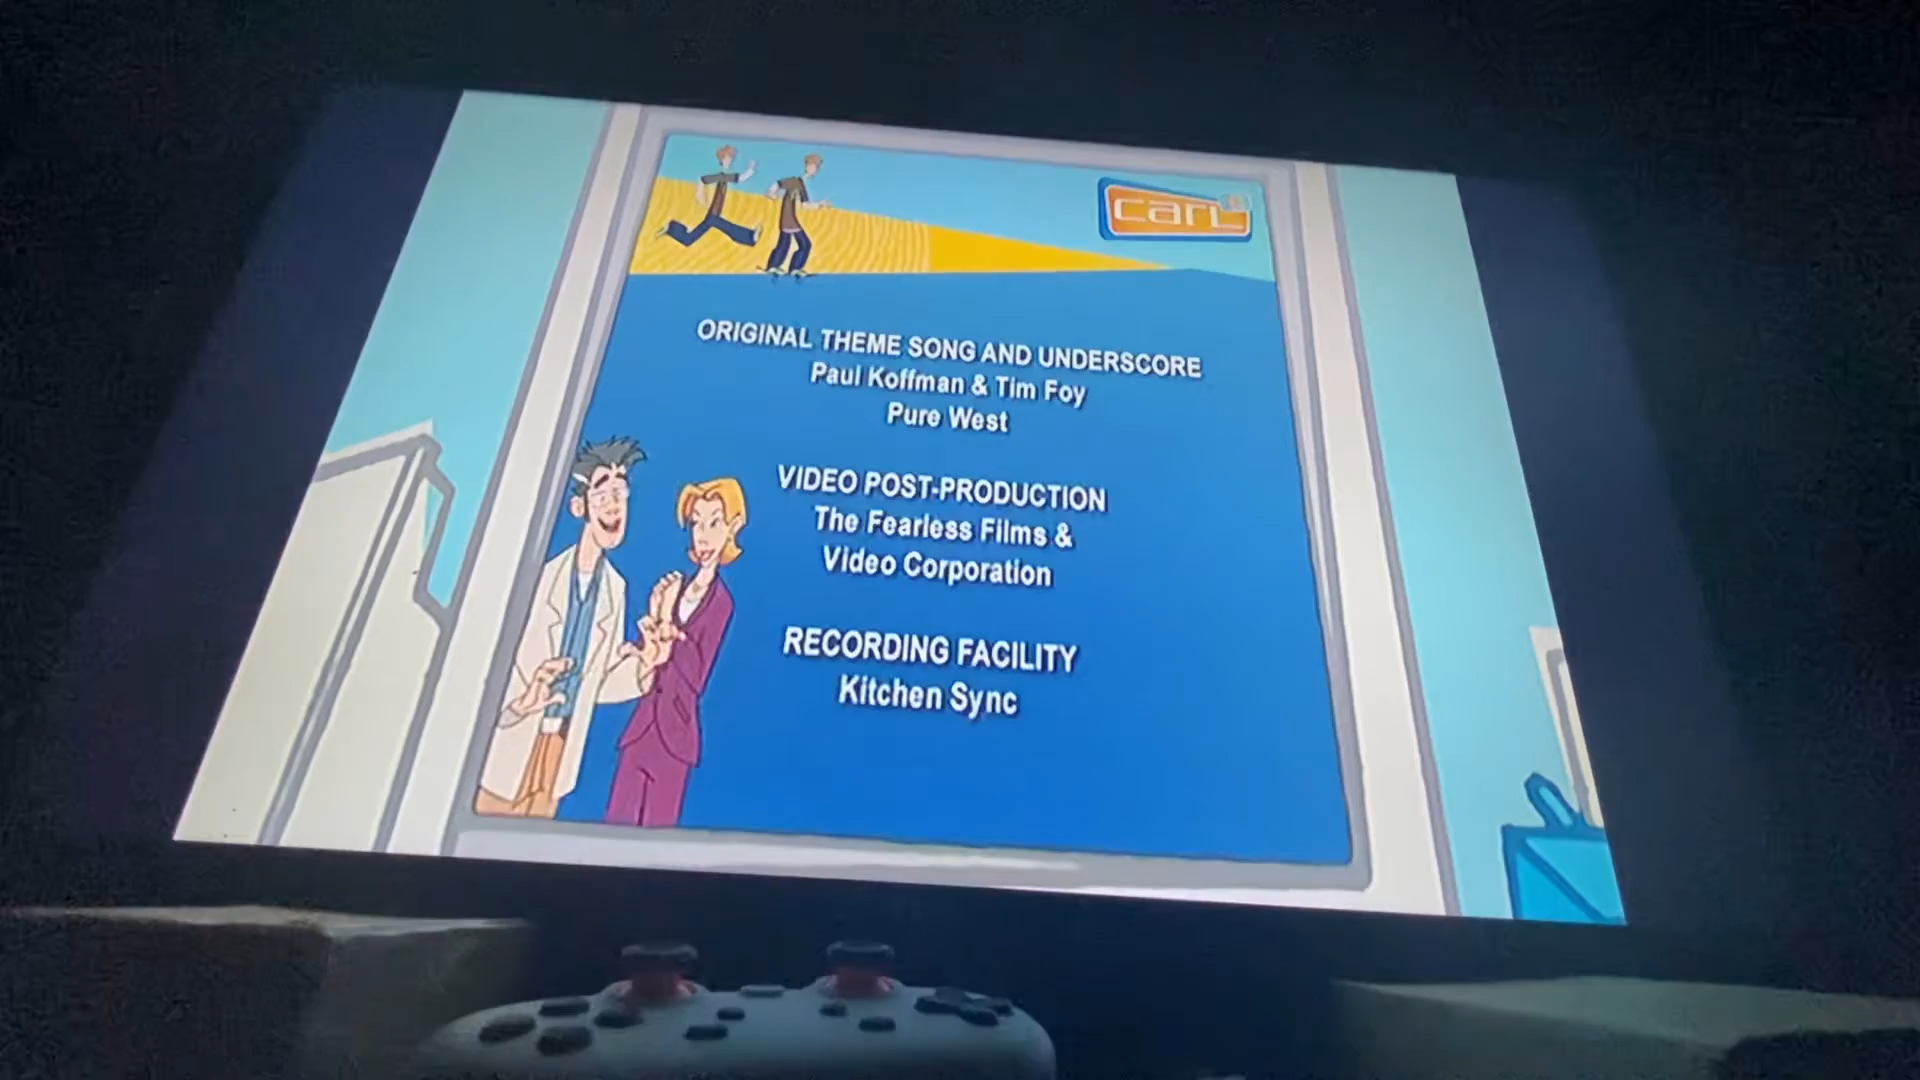 carl
ORIGINAL THEME SONG AND UNDERSCORE
Paul Koffman & Tim Foy
Pure West
VIDEO POST-PRODUCTION
The Fearless Films &
Video Corporation
RECORDING FACILITY
Kitchen Sync